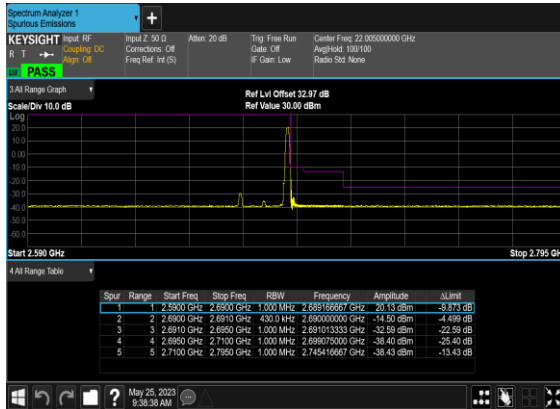 Spectrum Analyzer 1
Spurious Emissions
KEYSIGHT Input: RF Input Z: 50 Ω Atten: 20 dB Trig: Free Run Center Freq: 22.005000000 GHz
R T Coupling: DC Corrections: Off Gate: Off Avg|Hold: 100/100
Align: Off Freq Ref: Int (S) IF Gain: Low Radio Std: None
PASS
3 All Range Graph
Ref Lvl Offset 32.97 dB
Scale/Div 10.0 dB Ref Value 30.00 dBm
Log
20.0
10.0
0.00
-10.0
-20.0
-30.0
-40.0
-50.0
-60.0
Start 2.590 GHz Stop 2.795 GH
4 All Range Table
Spur Range Start Freq Stop Freq RBW Frequency Amplitude ΔLimit
1 1 2.5900 GHz 2.6900 GHz 1.000 MHz 2.689166667 GHz 20.13 dBm -9.873 dB
2 2 2.6900 GHz 2.6910 GHz 430.0 kHz 2.690000000 GHz -14.50 dBm -4.499 dB
3 3 2.6910 GHz 2.6950 GHz 1.000 MHz 2.691013333 GHz -32.59 dBm -22.59 dB
4 4 2.6950 GHz 2.7100 GHz 1.000 MHz 2.699075000 GHz -38.40 dBm -25.40 dB
5 5 2.7100 GHz 2.7950 GHz 1.000 MHz 2.745416667 GHz -38.43 dBm -13.43 dB
May 25, 2023
9:38:38 AM